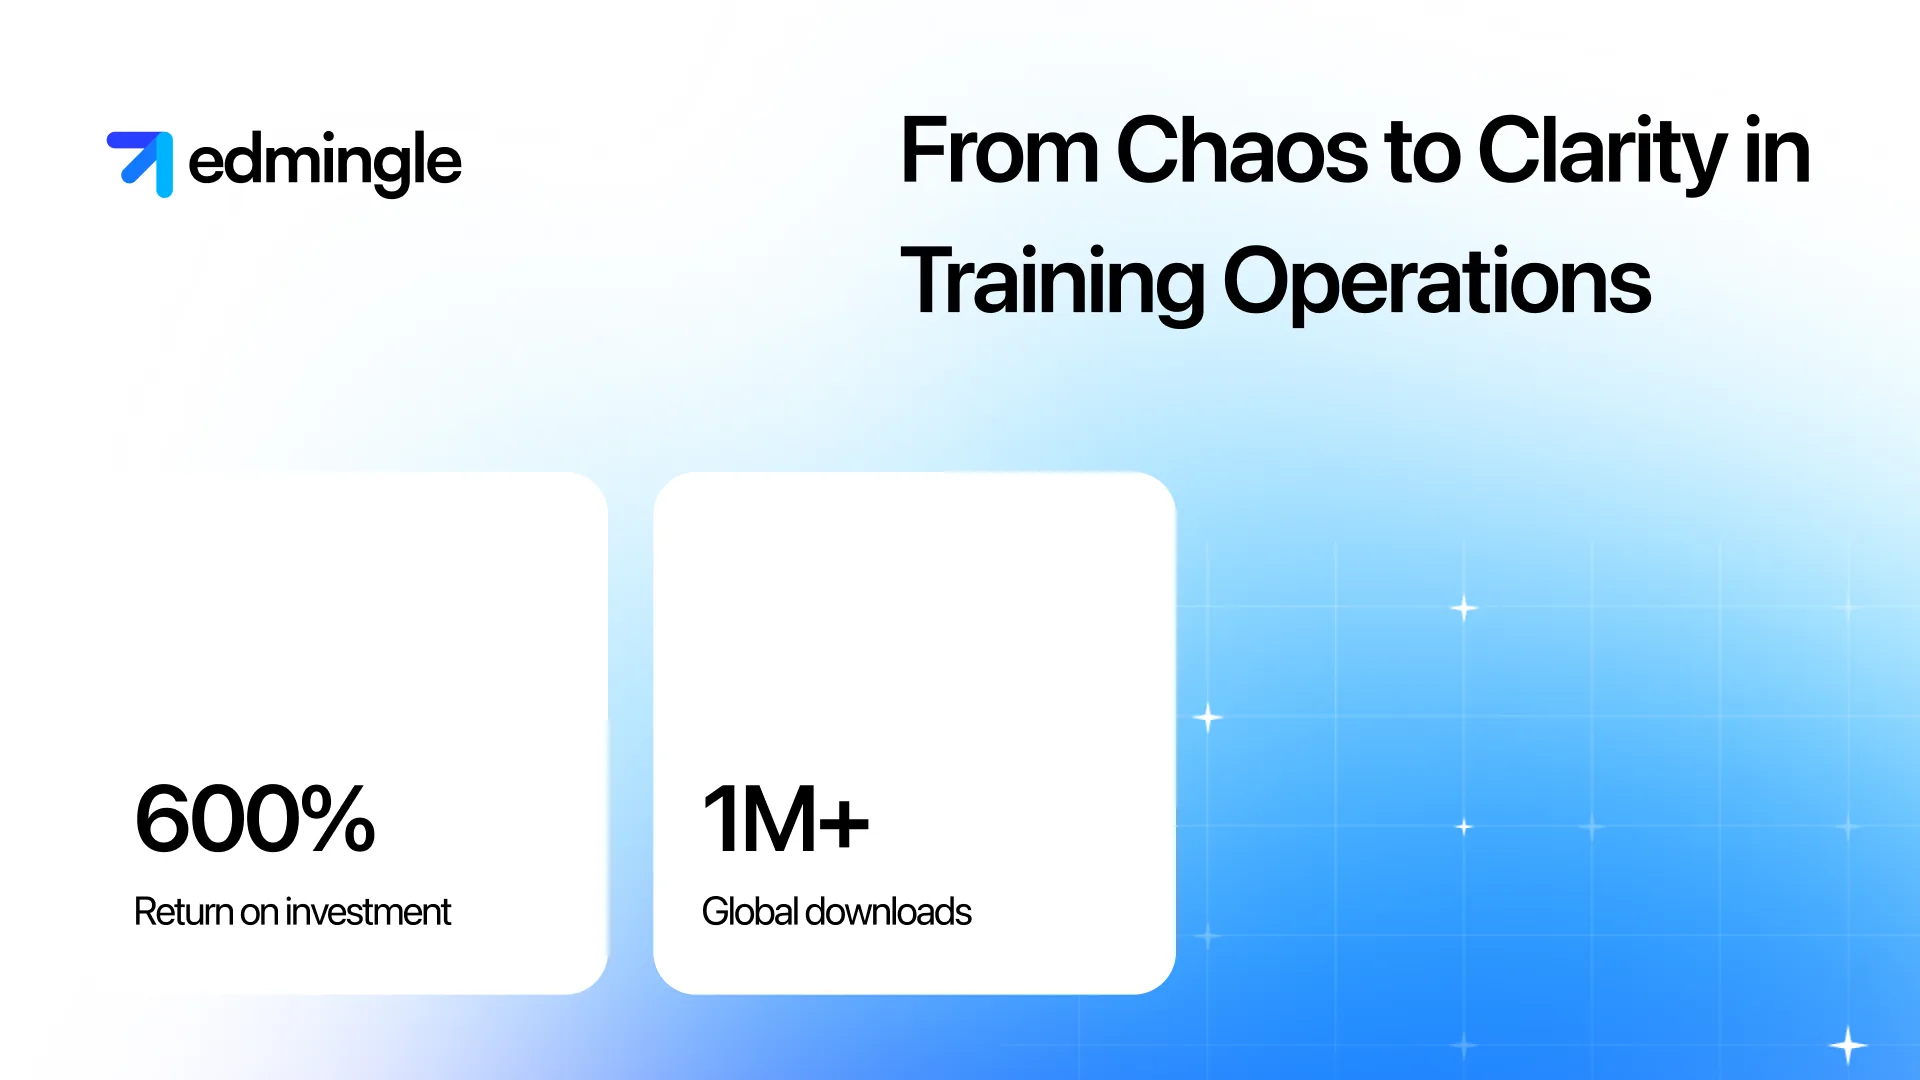 edmingle
From Chaos to Clarity in
Training Operations
600%
Return on investment
1M+
Global downloads